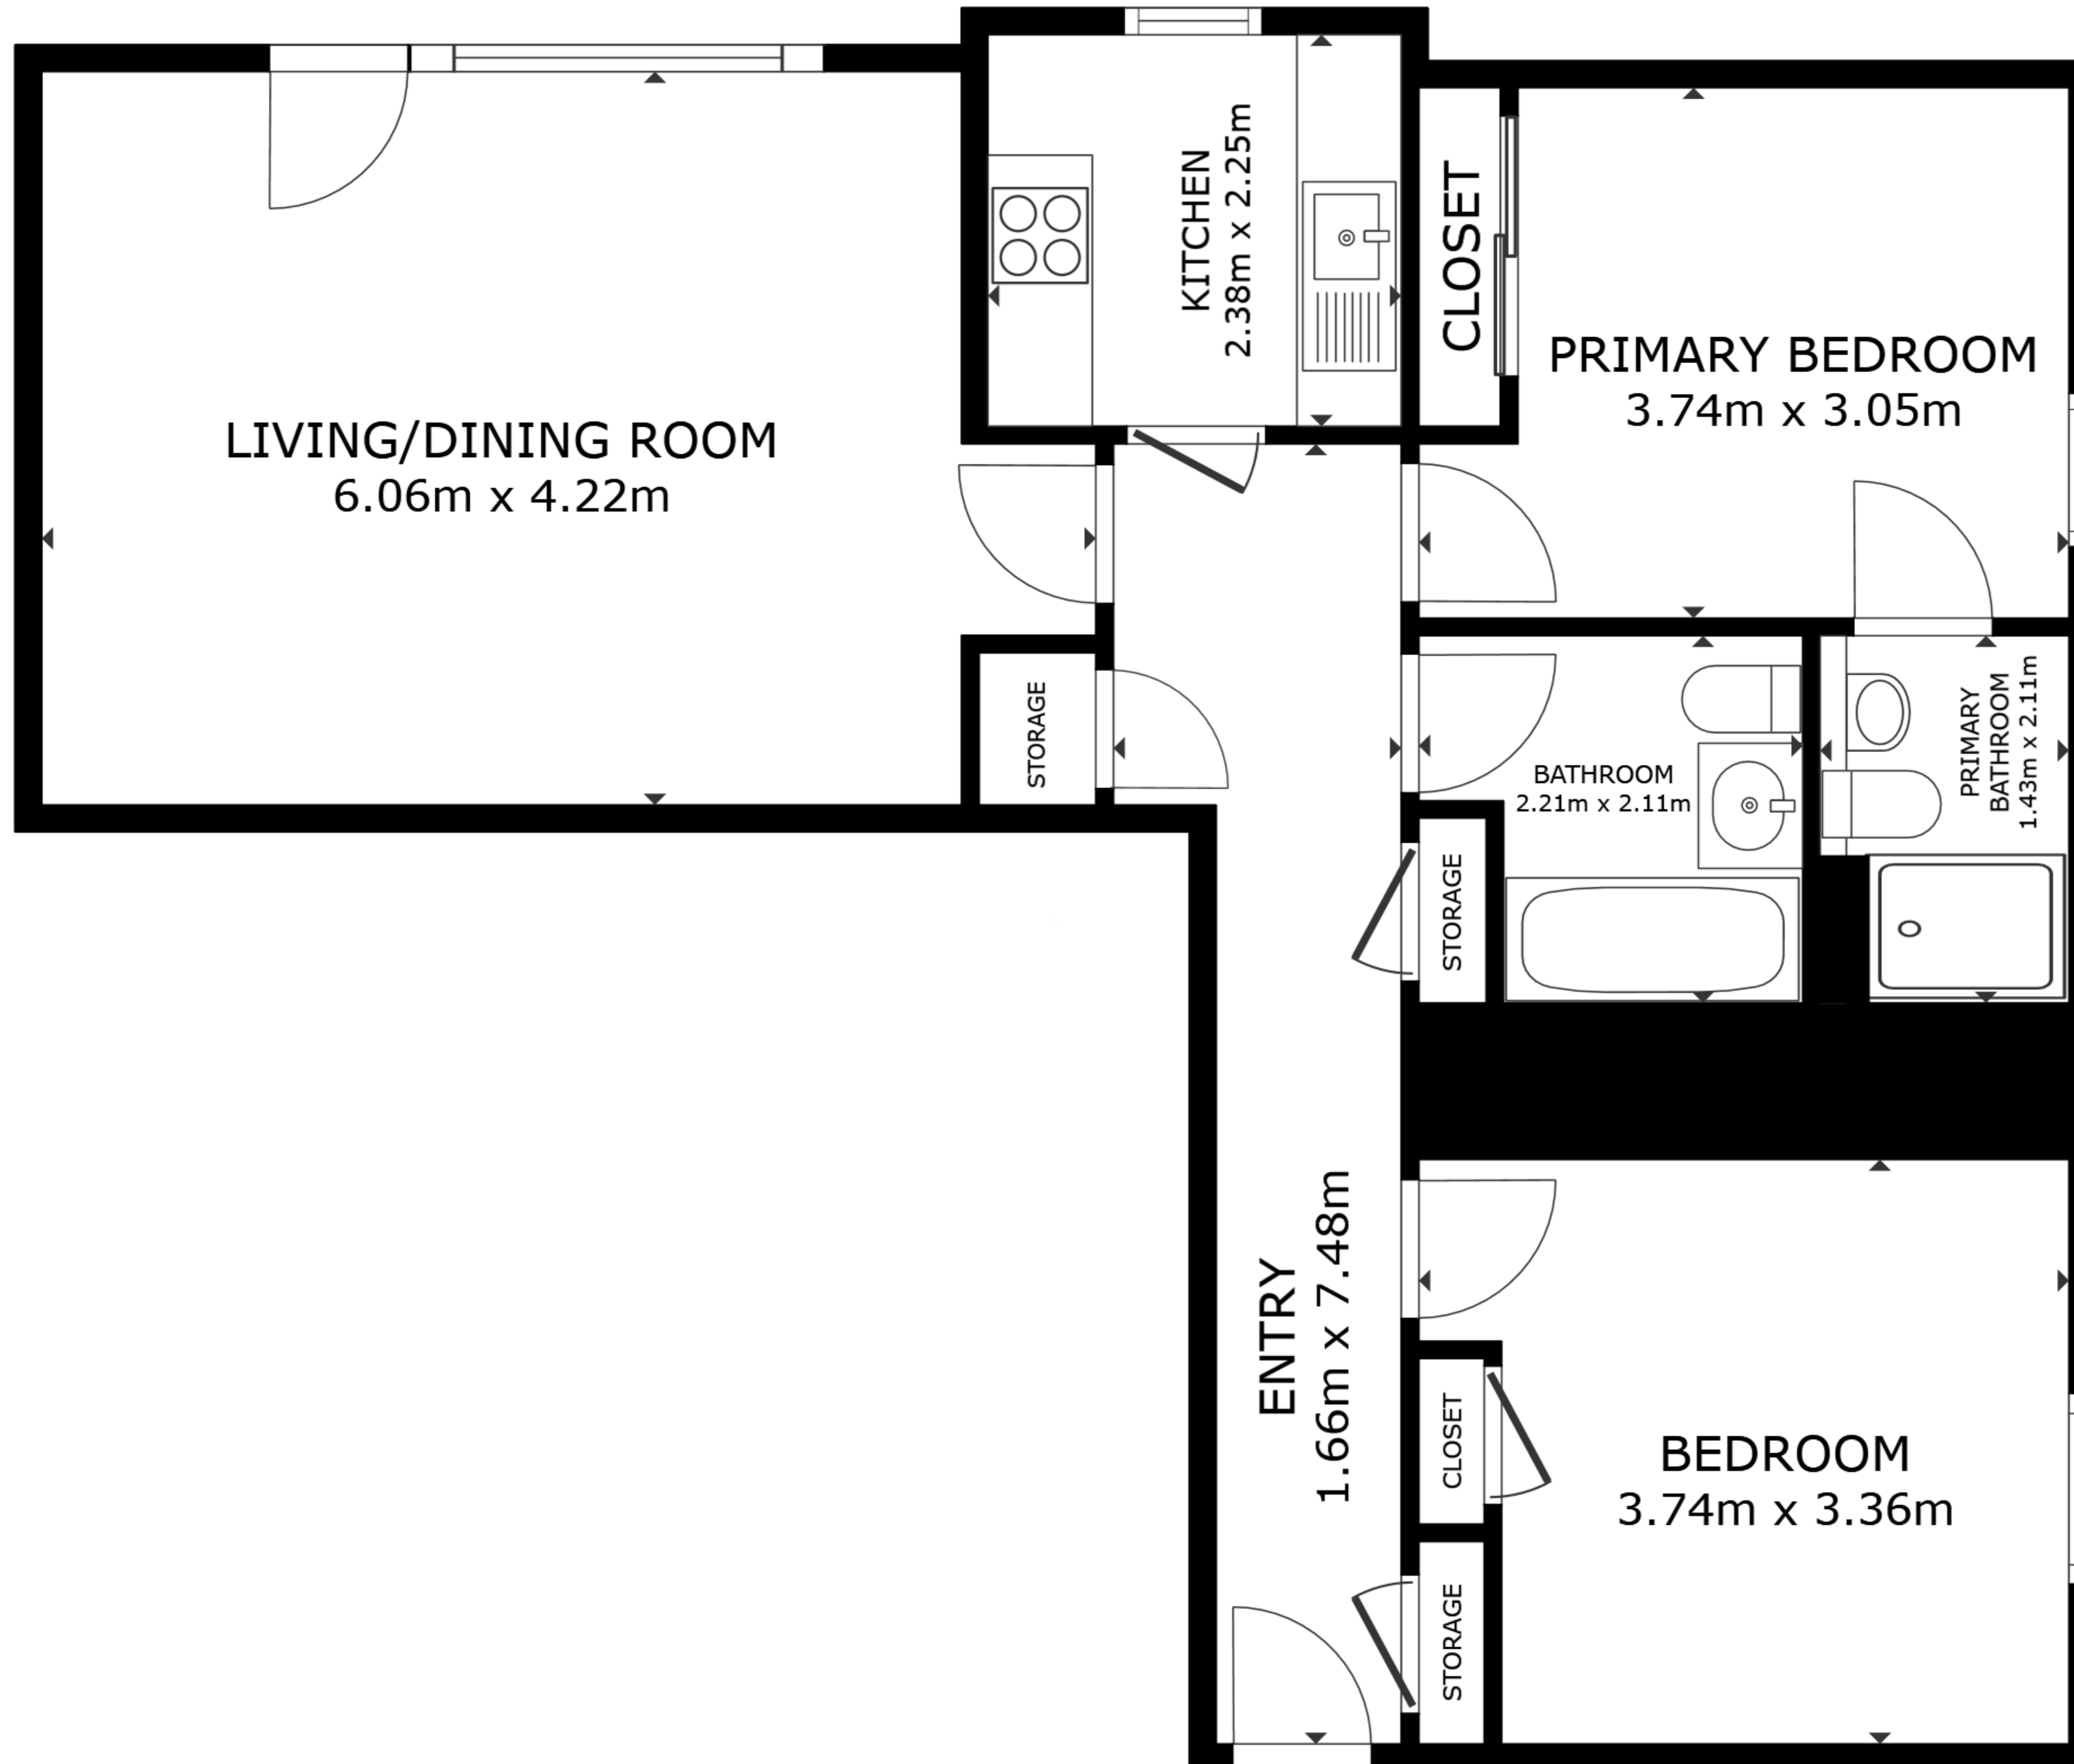 KITCHEN
2.38m x 2.25m
CLOSET
PRIMARY BEDROOM
3.74m x 3.05m
LIVING/DINING ROOM
6.06m x 4.22m
STORAGE
BATHROOM
2.21m x 2.11m
PRIMARY
BATHROOM
1.43m x 2.11m
STORAGE
ENTRY
1.66m x 7.48m
CLOSET
BEDROOM
3.74m x 3.36m
STORAGE